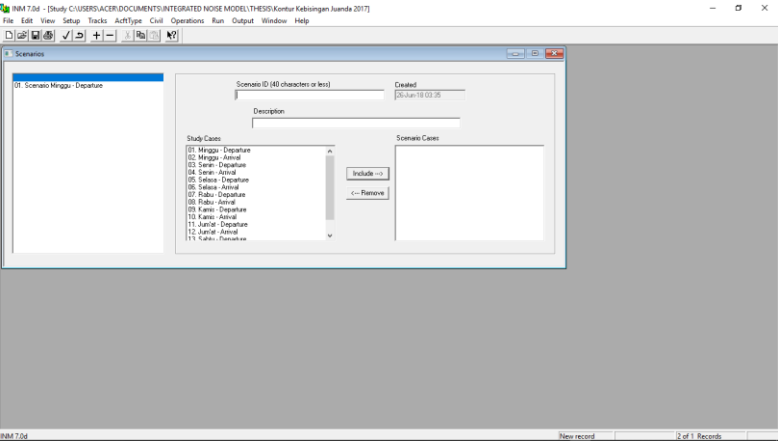 INM 7.0d - [Study C:\USERS\ACER\DOCUMENTS\INTEGRATED NOISE MODEL\THESIS\Kontur Kebisingan Juanda 2017]
File Edit View Setup Tracks AcftType Civil Operations Run Output Window Help
Scenarios
01. Scenario Minggu - Departure
Scenario ID (40 characters or less)
Created
26-Jun-18 03:35
Description
Study Cases
Scenario Cases
01. Minggu - Departure
02. Minggu - Arrival
03. Senin - Departure
04. Senin - Arrival
05. Selasa - Departure
06. Selasa - Arrival
07. Rabu - Departure
08. Rabu - Arrival
09. Kamis - Departure
10. Kamis - Arrival
11. Jum'at - Departure
12. Jum'at - Arrival
13. Sabtu - Departure
Include -->
<-- Remove
INM 7.0d
New record
2 of 1 Records